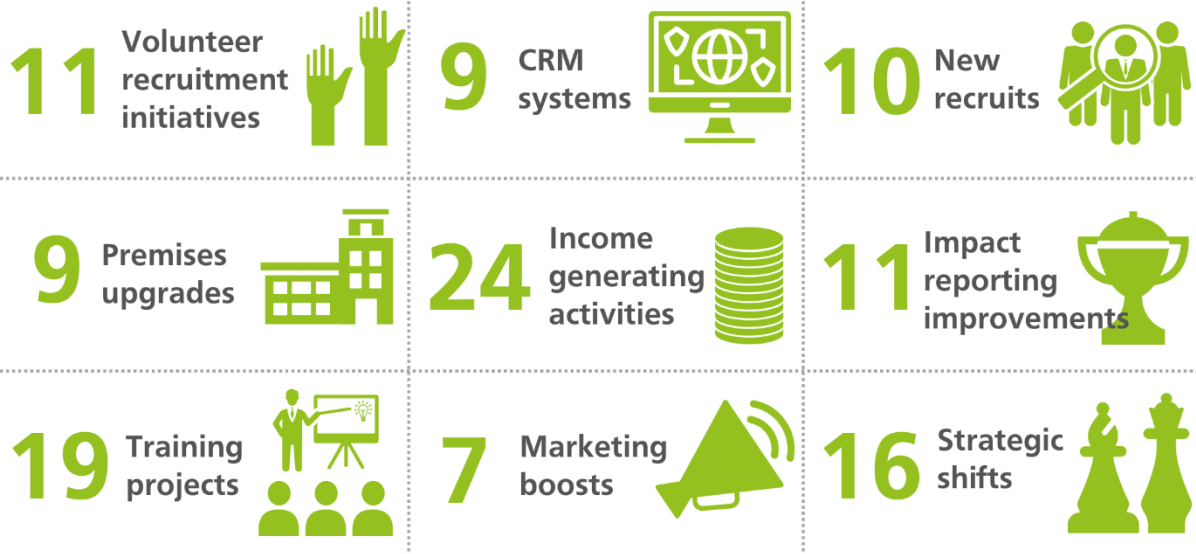 11
Volunteer
recruitment
initiatives
9
CRM
systems
10
New
recruits
9
Premises
upgrades
24
Income
generating
activities
11
Impact
reporting
improvements
19
Training
projects
7
Marketing
boosts
16
Strategic
shifts